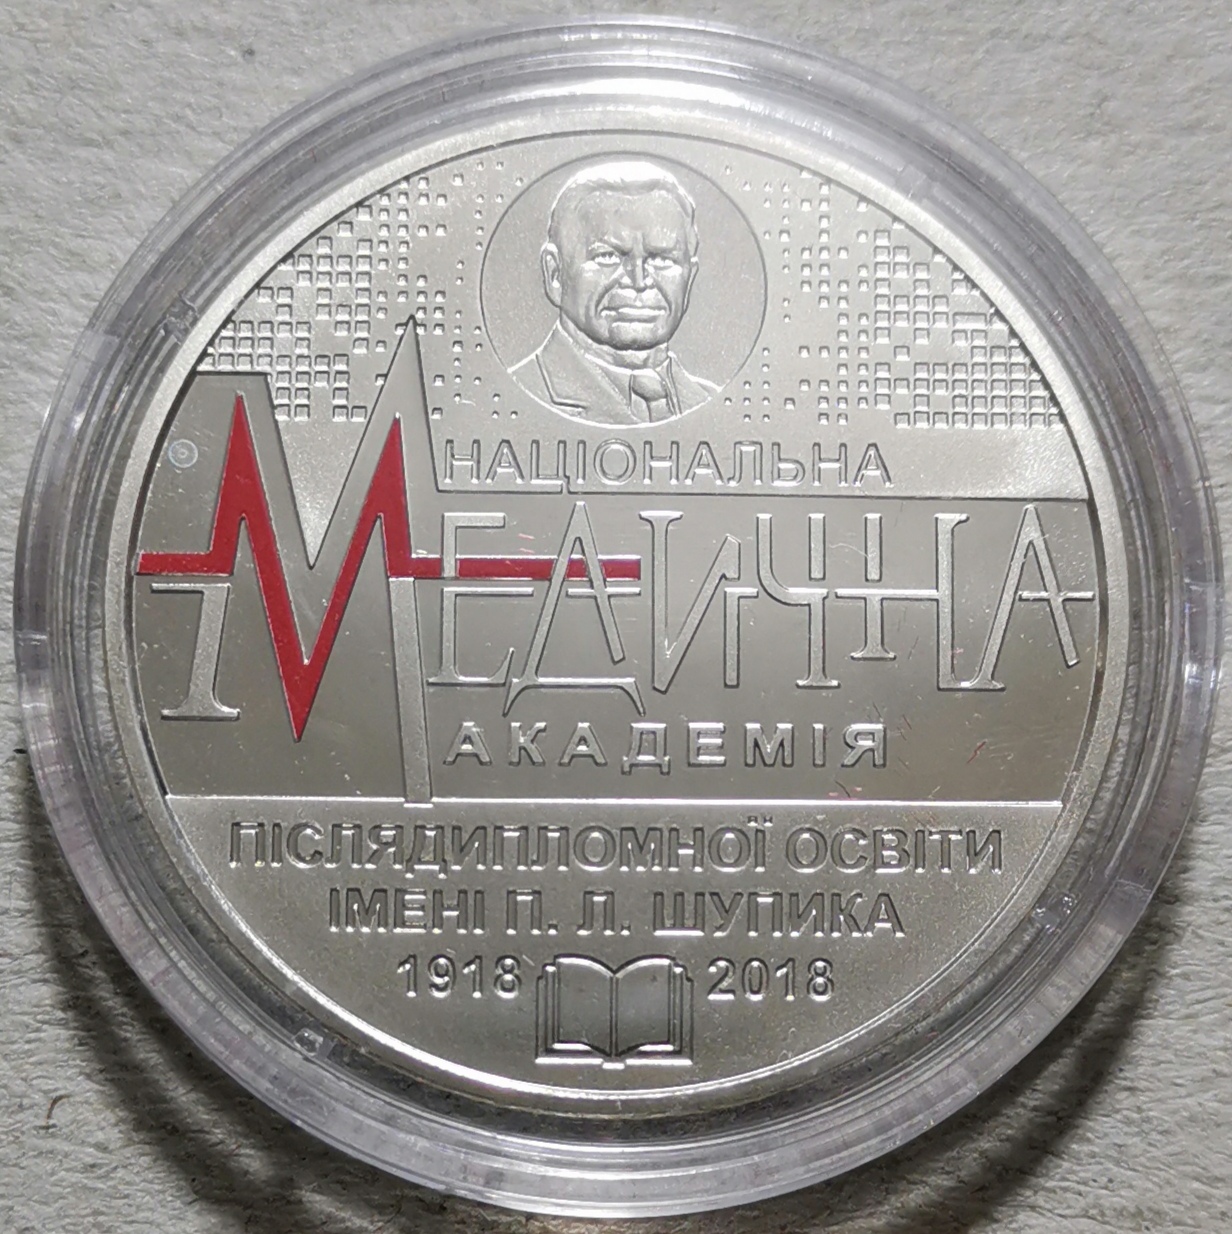 НАЦІОНАЛЬНА
МЕДИЧНА
АКАДЕМІЯ
ПІСЛЯДИПЛОМНОЇ ОСВІТИ
ІМЕНІ П. Л. ШУПИКА
1918 2018